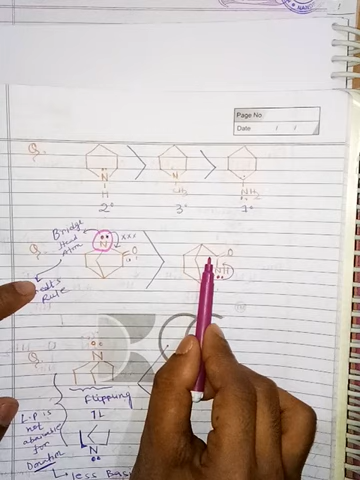 Page No
Date / /
Q.
N
H
N
CH3
NH2
2° 3° 1°
Bridge
Head
Atom
N
xxx
O
O
Q.
NH
Rule
Q
N
L.P is
not
available
for
Donation
Flipping
N
less Basic